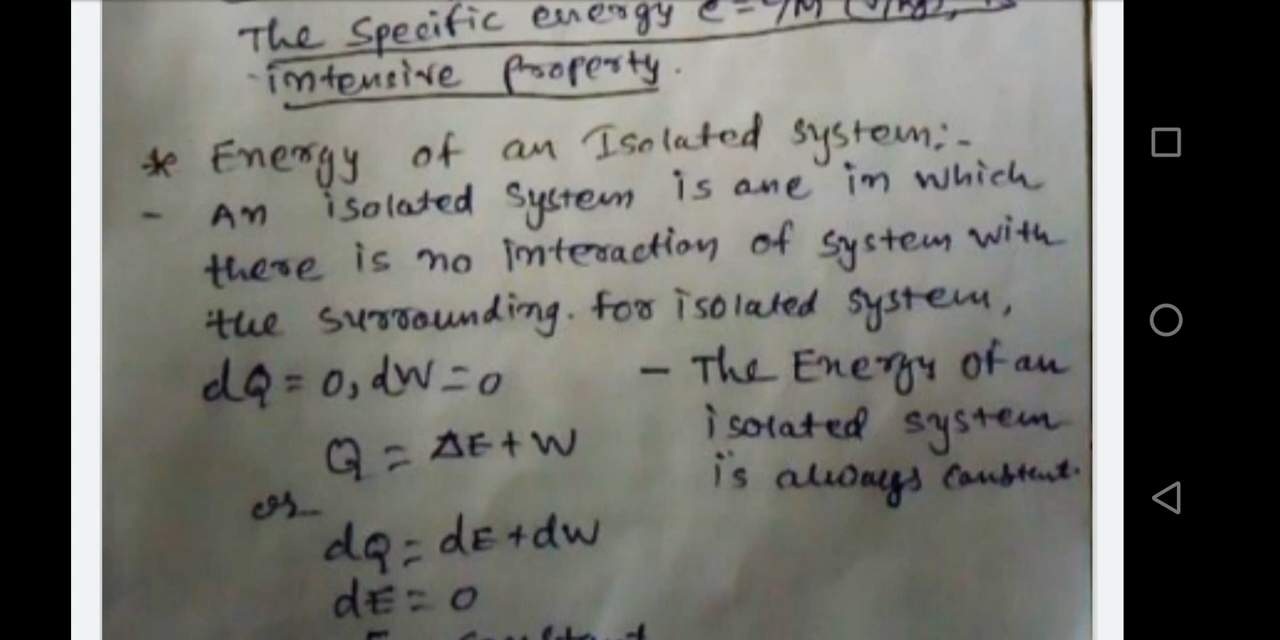 The Specific energy e =
intensive Property.
* Energy of an Isolated system:-
- An isolated System is one in which
there is no interaction of system with
the surrounding. for isolated system,
dQ = 0, dW = 0
Q = ΔE + W
or
dQ = dE + dW
dE = 0
- The Energy of an
isolated system
is always constant.